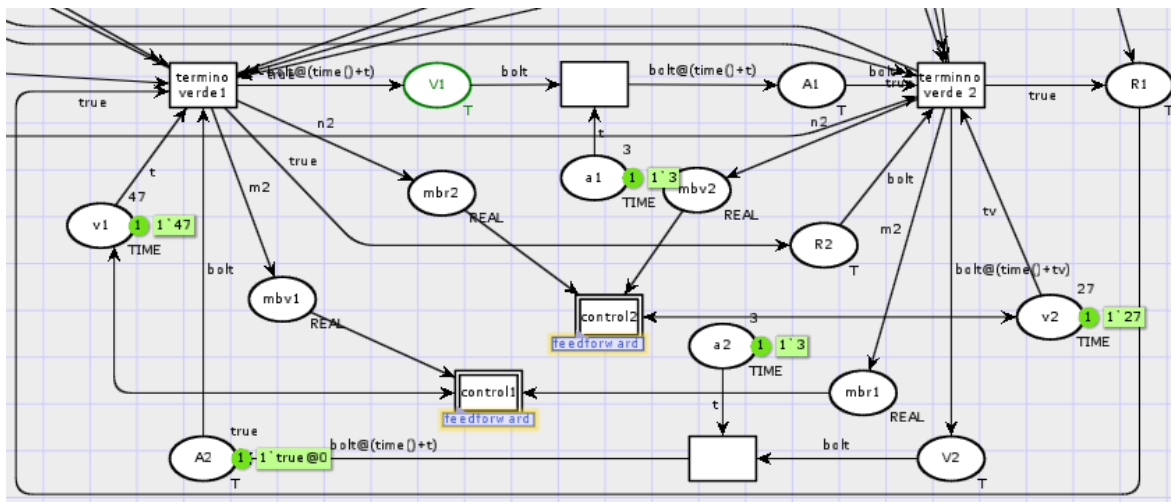 termino
verde1
true
bolt@(time()+t)
V1
T
bolt
bolt@(time()+t)
A1
T
bolt
true
terminno
verde 2
true
R1
T
true
n2
true
t
n2
3
a1
1
1`3
TIME
mbv2
REAL
mbr2
REAL
t
47
v1
1
1`47
TIME
m2
bolt
bolt
R2
T
m2
tv
bolt@(time()+tv)
27
v2
1
1`27
TIME
mbv1
REAL
control2
feedforward
3
a2
1
1`3
TIME
control1
feedforward
mbr1
REAL
t
true
A2
1
1`true@0
T
bolt@(time()+t)
bolt
V2
T